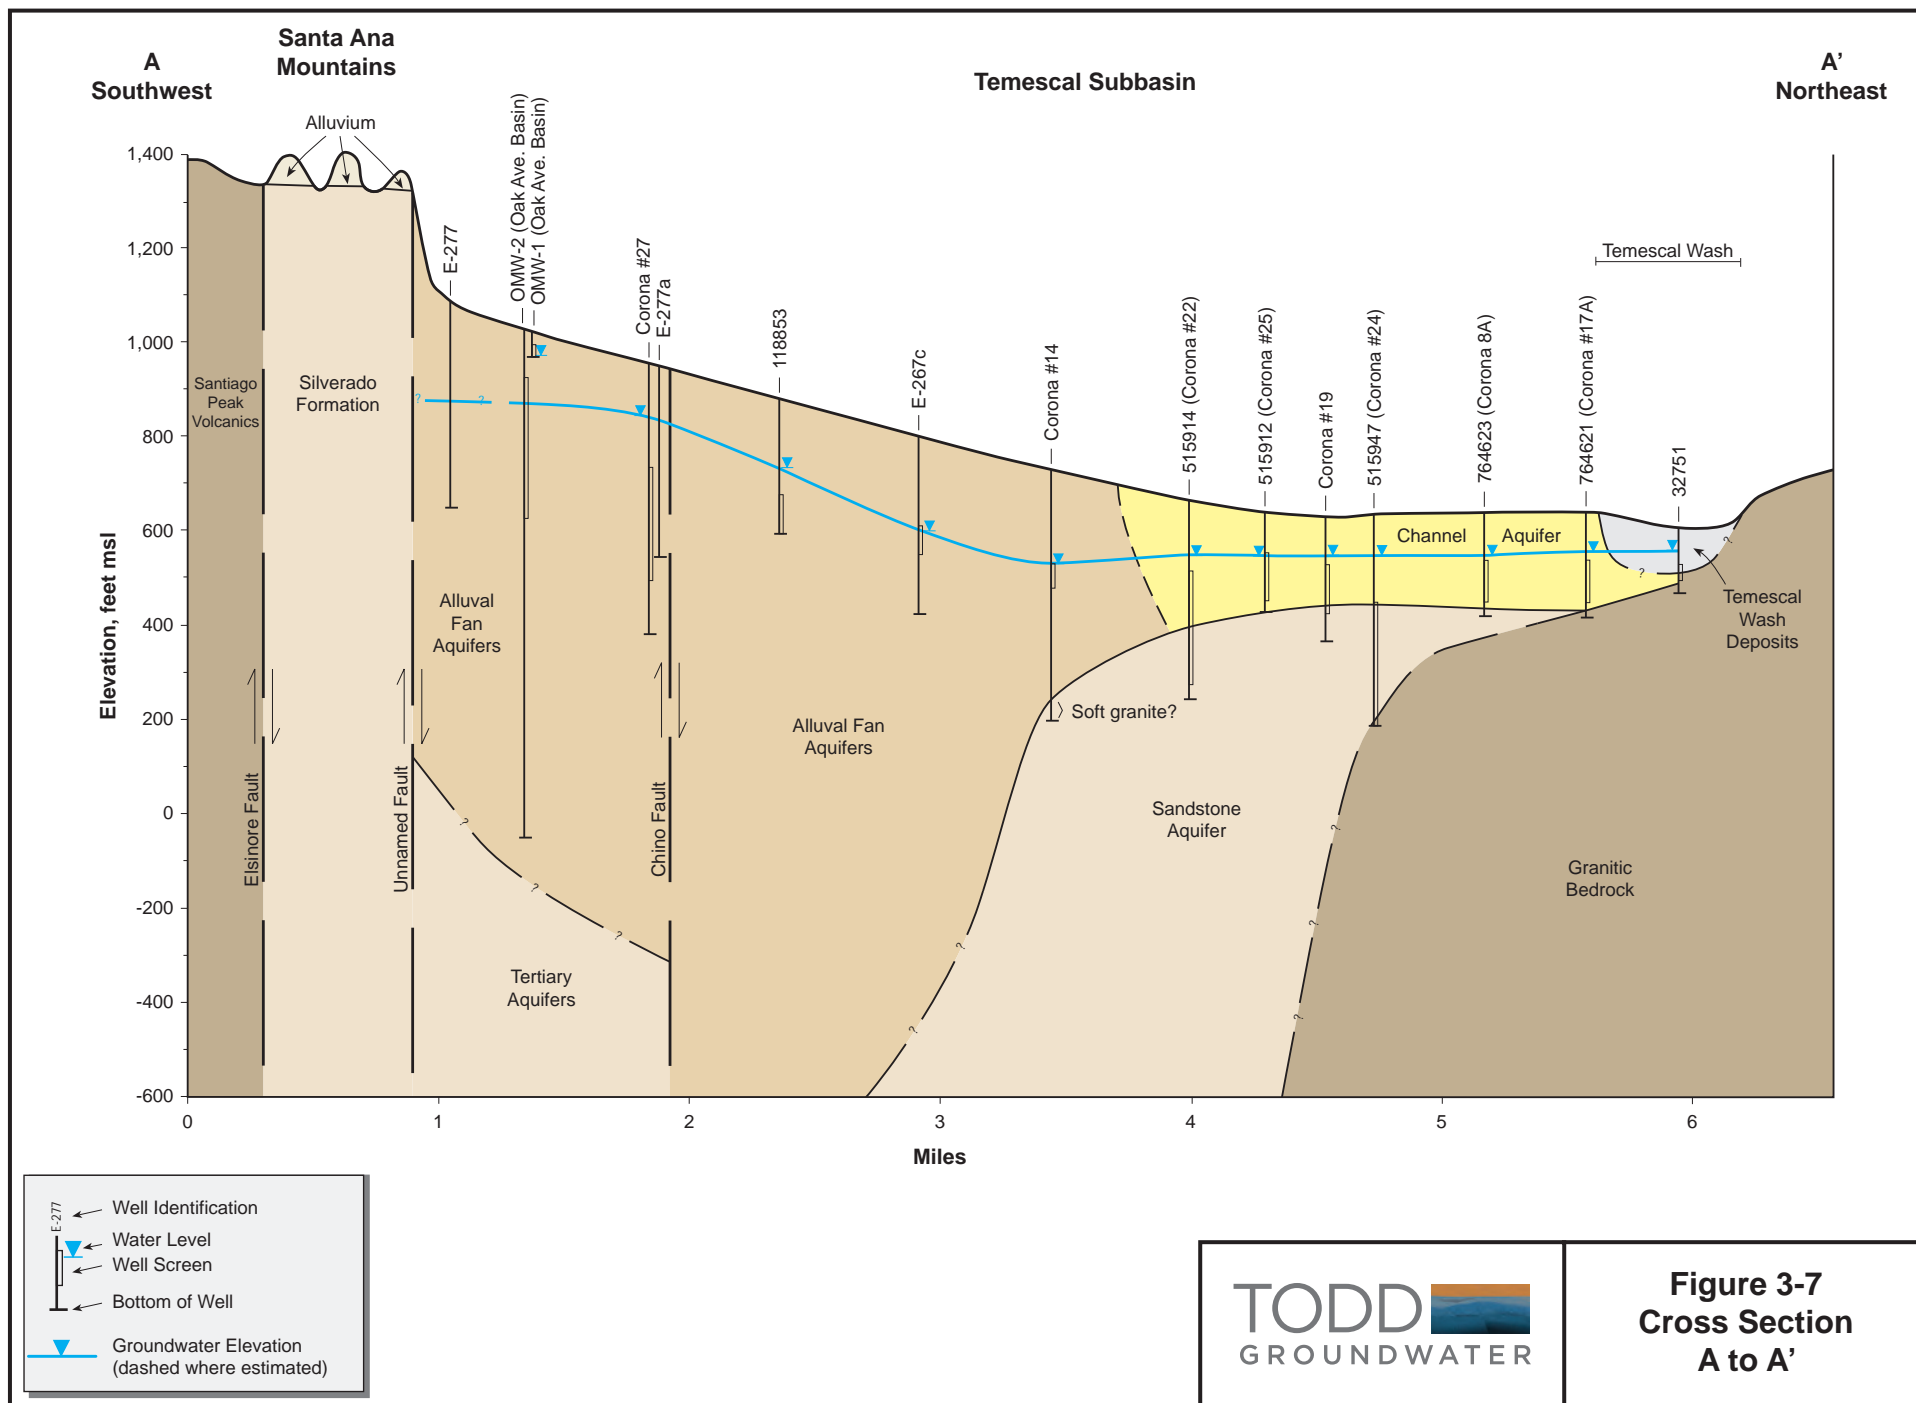 A
Southwest
Santa Ana
Mountains
Temescal Subbasin
A'
Northeast
Alluvium
1,400
1,200
1,000
800
600
400
200
0
-200
-400
-600
Elevation, feet msl
0
1
2
3
4
5
6
Miles
E-277
OMW-2 (Oak Ave. Basin)
OMW-1 (Oak Ave. Basin)
Corona #27
E-277a
118853
E-267c
Corona #14
515914 (Corona #22)
515912 (Corona #25)
Corona #19
515947 (Corona #24)
764623 (Corona 8A)
764621 (Corona #17A)
32751
Temescal Wash
Santiago
Peak
Volcanics
Silverado
Formation
? ?
Alluval
Fan
Aquifers
Alluval Fan
Aquifers
Channel Aquifer
Temescal
Wash
Deposits
Soft granite?
Sandstone
Aquifer
Granitic
Bedrock
Tertiary
Aquifers
Elsinore Fault
Unnamed Fault
Chino Fault
? ? ?
? ?
? ? ?
? ?
E-277
Well Identification
Water Level
Well Screen
Bottom of Well
Groundwater Elevation
(dashed where estimated)
TODD
GROUNDWATER
Figure 3-7
Cross Section
A to A’